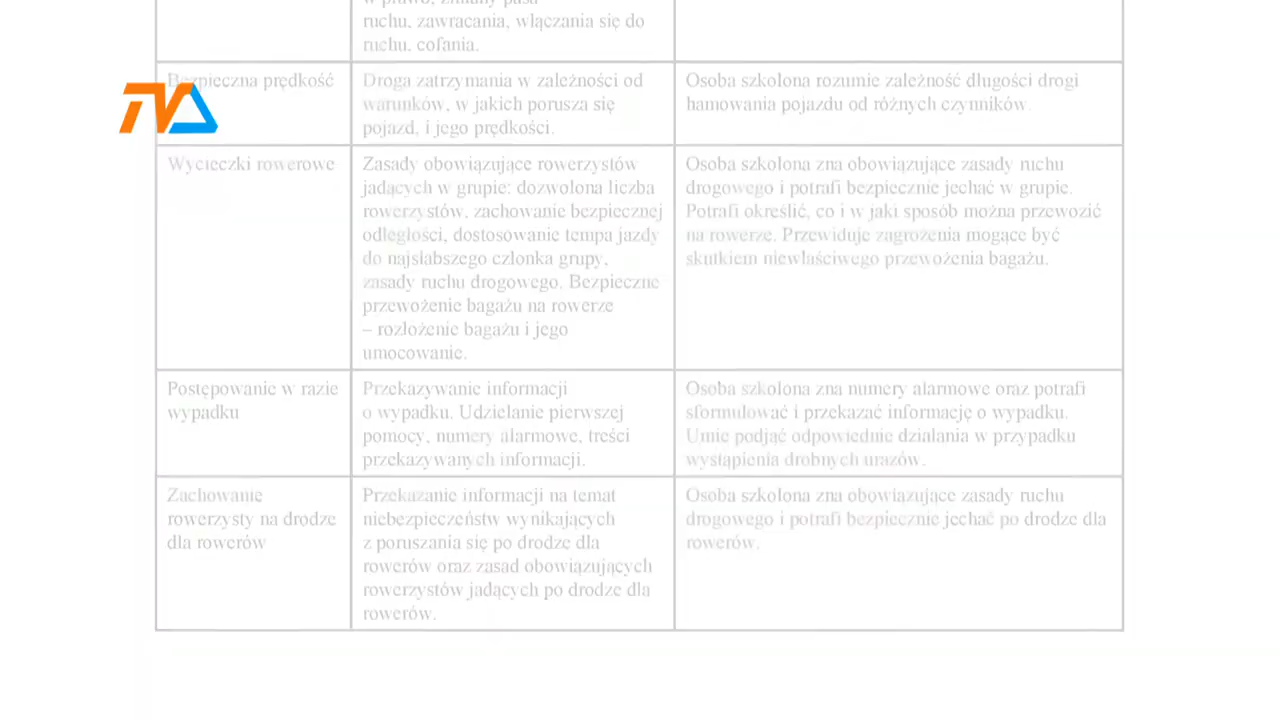 w prawo, zmiany pasa
ruchu, zawracania, włączania się do
ruchu, cofania.
Bezpieczna prędkość
Droga zatrzymania w zależności od
warunków, w jakich porusza się
pojazd, i jego prędkości.
Osoba szkolona rozumie zależność długości drogi
hamowania pojazdu od różnych czynników.
TVA
Wycieczki rowerowe
Zasady obowiązujące rowerzystów
jadących w grupie: dozwolona liczba
rowerzystów, zachowanie bezpiecznej
odległości, dostosowanie tempa jazdy
do najsłabszego członka grupy,
zasady ruchu drogowego. Bezpieczne
przewożenie bagażu na rowerze
– rozłożenie bagażu i jego
umocowanie.
Osoba szkolona zna obowiązujące zasady ruchu
drogowego i potrafi bezpiecznie jechać w grupie.
Potrafi określić, co i w jaki sposób można przewozić
na rowerze. Przewiduje zagrożenia mogące być
skutkiem niewłaściwego przewożenia bagażu.
Postępowanie w razie
wypadku
Przekazywanie informacji
o wypadku. Udzielanie pierwszej
pomocy, numery alarmowe, treści
przekazywanych informacji.
Osoba szkolona zna numery alarmowe oraz potrafi
sformułować i przekazać informację o wypadku.
Umie podjąć odpowiednie działania w przypadku
wystąpienia drobnych urazów.
Zachowanie
rowerzysty na drodze
dla rowerów
Przekazanie informacji na temat
niebezpieczeństw wynikających
z poruszania się po drodze dla
rowerów oraz zasad obowiązujących
rowerzystów jadących po drodze dla
rowerów.
Osoba szkolona zna obowiązujące zasady ruchu
drogowego i potrafi bezpiecznie jechać po drodze dla
rowerów.